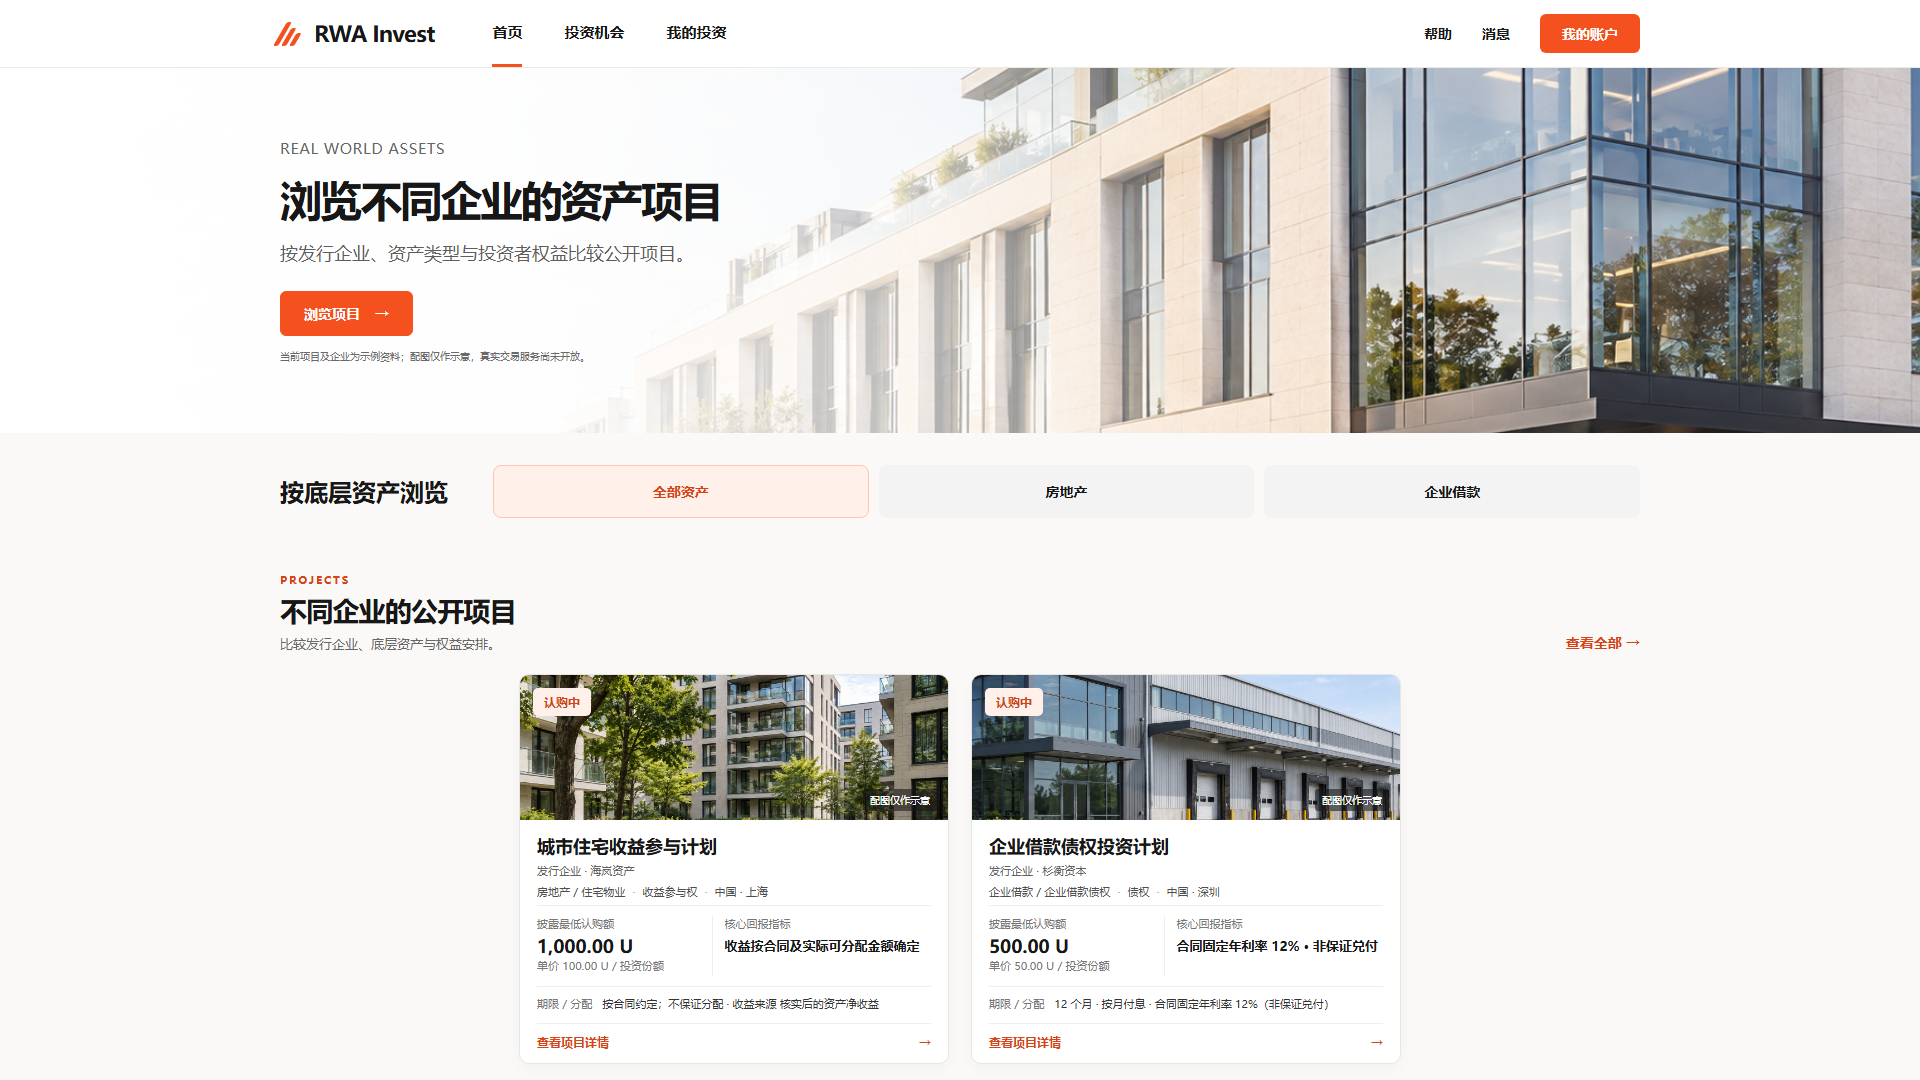 RWA Invest
首页
投资机会
我的投资
帮助
消息
我的账户
REAL WORLD ASSETS
浏览不同企业的资产项目
按发行企业、资产类型与投资者权益比较公开项目。
浏览项目 →
当前项目及企业为示例资料；配图仅作示意，真实交易服务尚未开放。
按底层资产浏览
全部资产
房地产
企业借款
PROJECTS
不同企业的公开项目
比较发行企业、底层资产与权益安排。
查看全部 →
认购中
配图仅作示意
城市住宅收益参与计划
发行企业 · 海岚资产
房地产 / 住宅物业 · 收益参与权 · 中国 · 上海
披露最低认购额
1,000.00 U
单价 100.00 U / 投资份额
核心回报指标
收益按合同及实际可分配金额确定
期限 / 分配 按合同约定；不保证分配 · 收益来源 核实后的资产净收益
查看项目详情 →
认购中
配图仅作示意
企业借款债权投资计划
发行企业 · 杉衡资本
企业借款 / 企业借款债权 · 债权 · 中国 · 深圳
披露最低认购额
500.00 U
单价 50.00 U / 投资份额
核心回报指标
合同固定年利率 12% • 非保证兑付
期限 / 分配 12 个月 · 按月付息 · 合同固定年利率 12%（非保证兑付）
查看项目详情 →